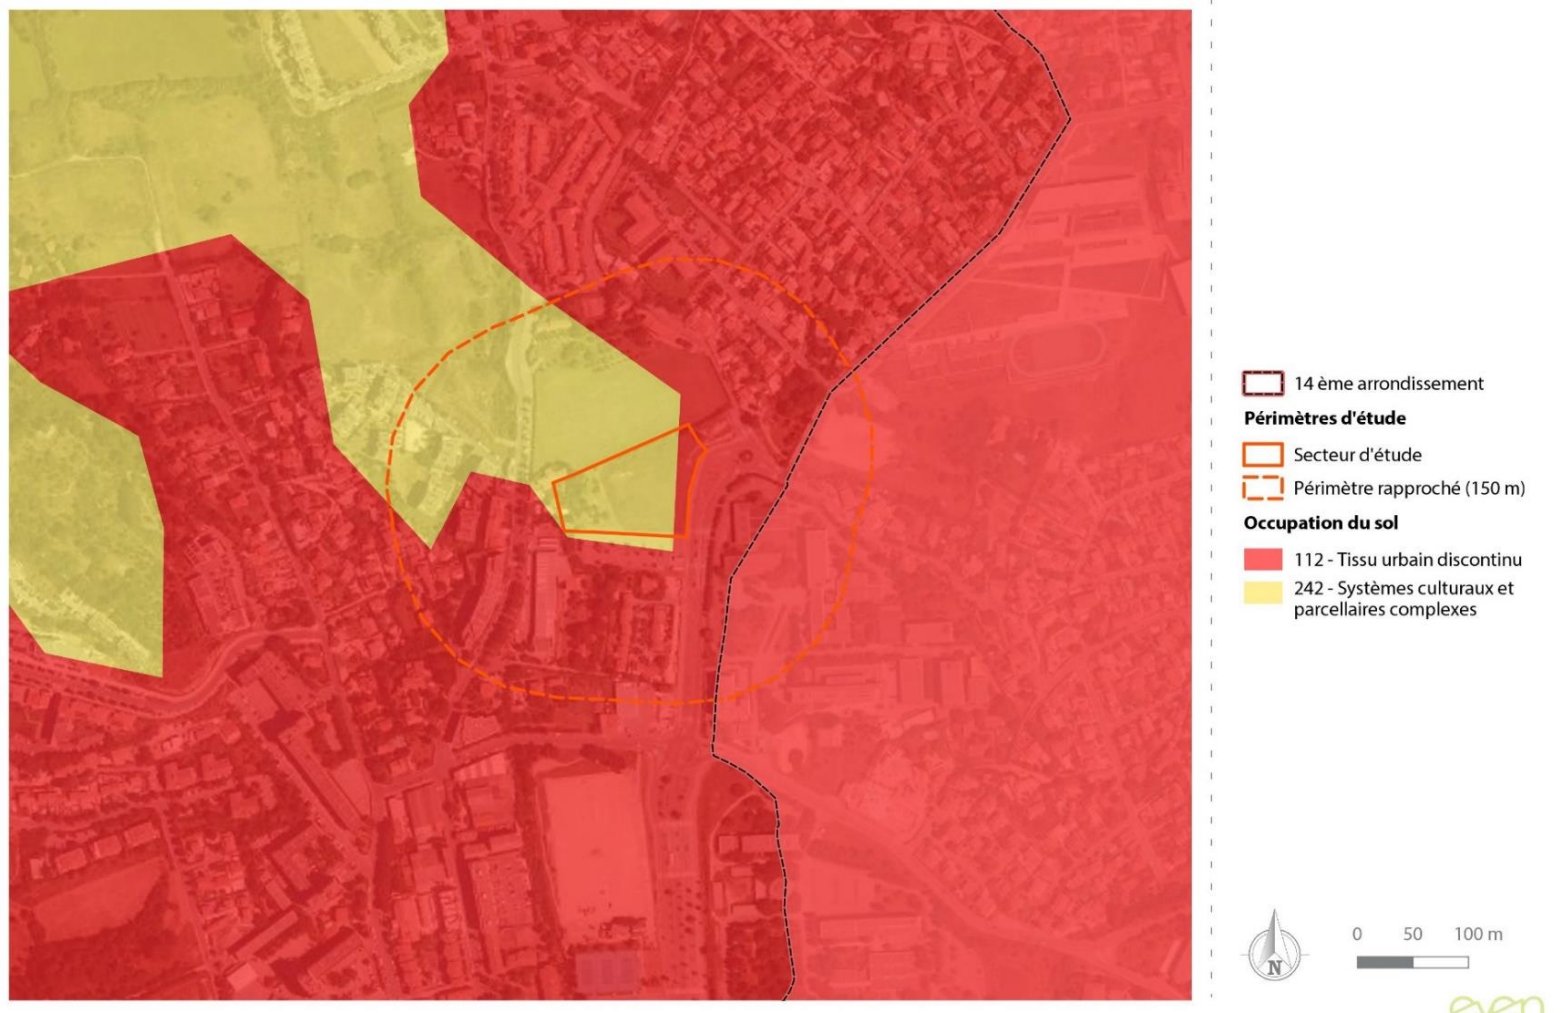 14 ème arrondissement
Périmètres d'étude
Secteur d'étude
Périmètre rapproché (150 m)
Occupation du sol
112 - Tissu urbain discontinu
242 - Systèmes culturaux et
parcellaires complexes
0 50 100 m
N
even